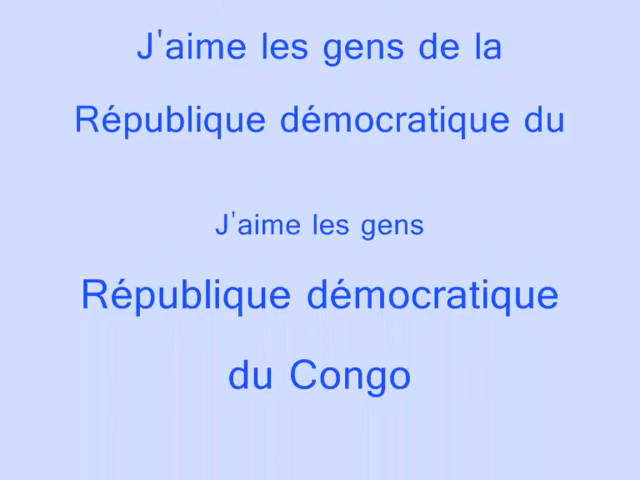 J'aime les gens de la
République démocratique du
J'aime les gens
République démocratique
du Congo